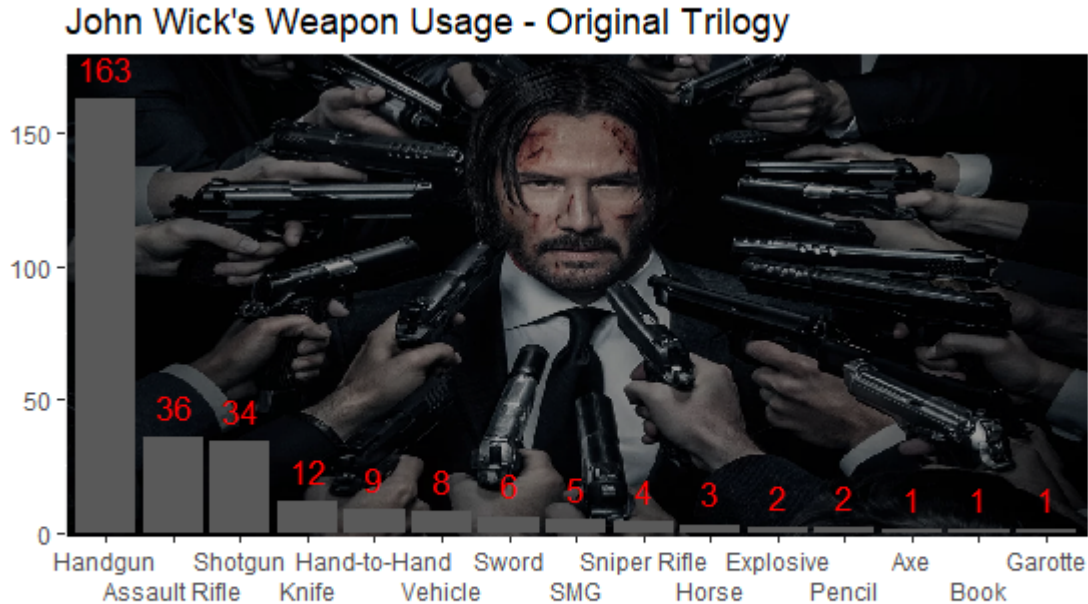 John Wick's Weapon Usage - Original Trilogy
163
150
100
50
36 34
12 9 8 6 5 4 3 2 2 1 1 1
0
Handgun Shotgun Hand-to-Hand Sword Sniper Rifle Explosive Axe Garotte
Assault Rifle Knife Vehicle SMG Horse Pencil Book